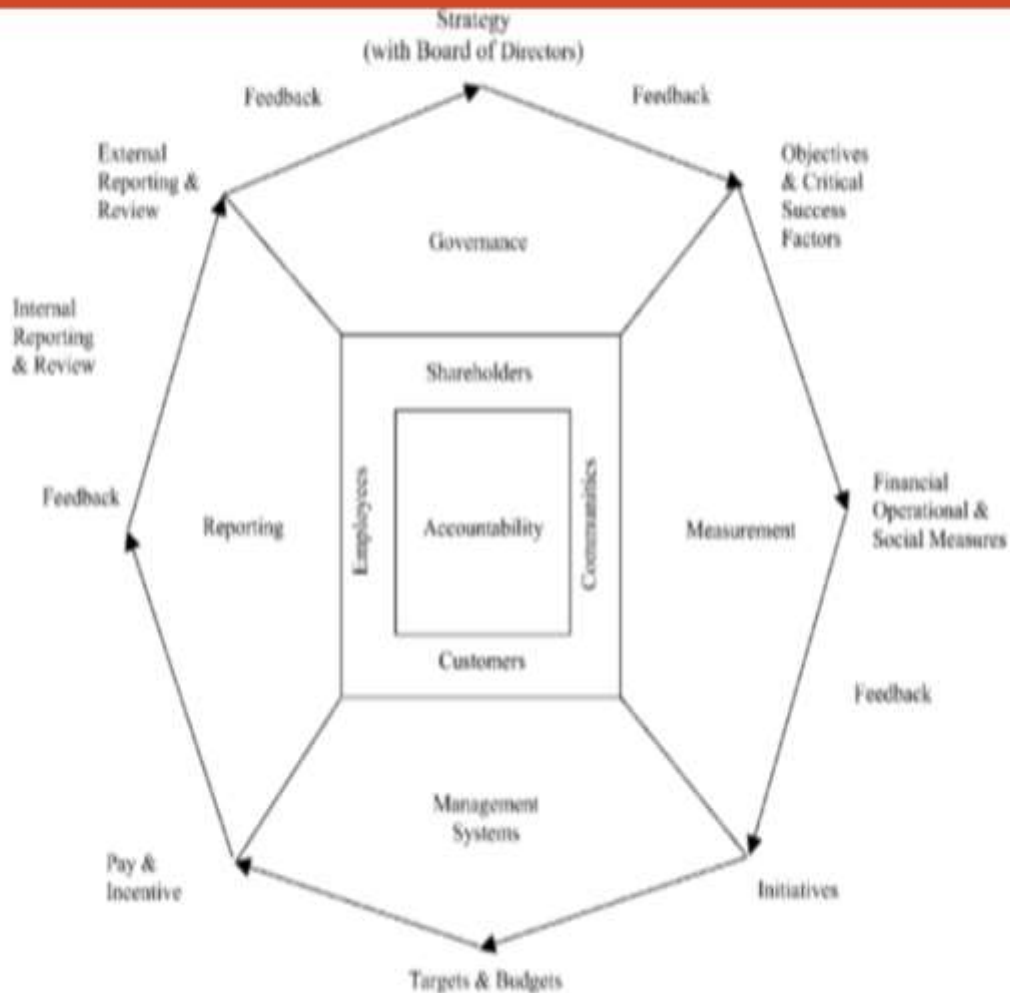 Strategy
(with Board of Directors)
Feedback
Feedback
External
Reporting &
Review
Objectives
& Critical
Success
Factors
Governance
Internal
Reporting
& Review
Shareholders
Feedback
Reporting
Employees
Accountability
Communities
Measurement
Financial
Operational &
Social Measures
Customers
Feedback
Management
Systems
Pay &
Incentive
Initiatives
Targets & Budgets